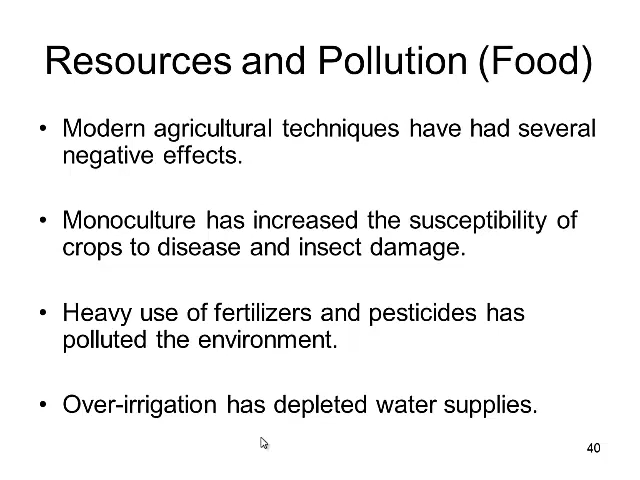 Resources and Pollution (Food)
• Modern agricultural techniques have had several
negative effects.
• Monoculture has increased the susceptibility of
crops to disease and insect damage.
• Heavy use of fertilizers and pesticides has
polluted the environment.
• Over-irrigation has depleted water supplies.
40